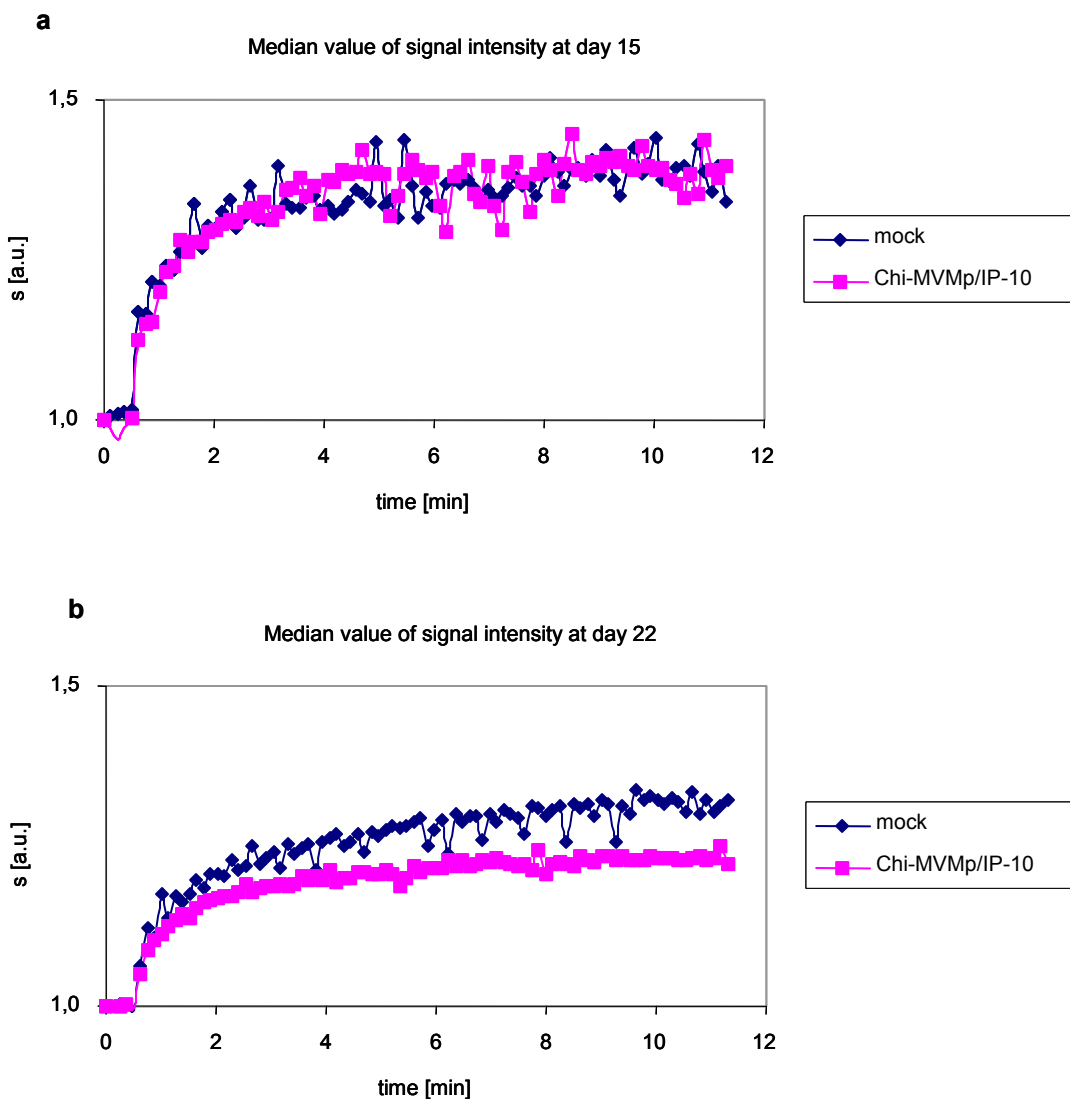 a
Median value of signal intensity at day 15
1,5
1,0
s [a.u.]
0 2 4 6 8 10 12
time [min]
mock
Chi-MVMp/IP-10
b
Median value of signal intensity at day 22
1,5
1,0
s [a.u.]
0 2 4 6 8 10 12
time [min]
mock
Chi-MVMp/IP-10